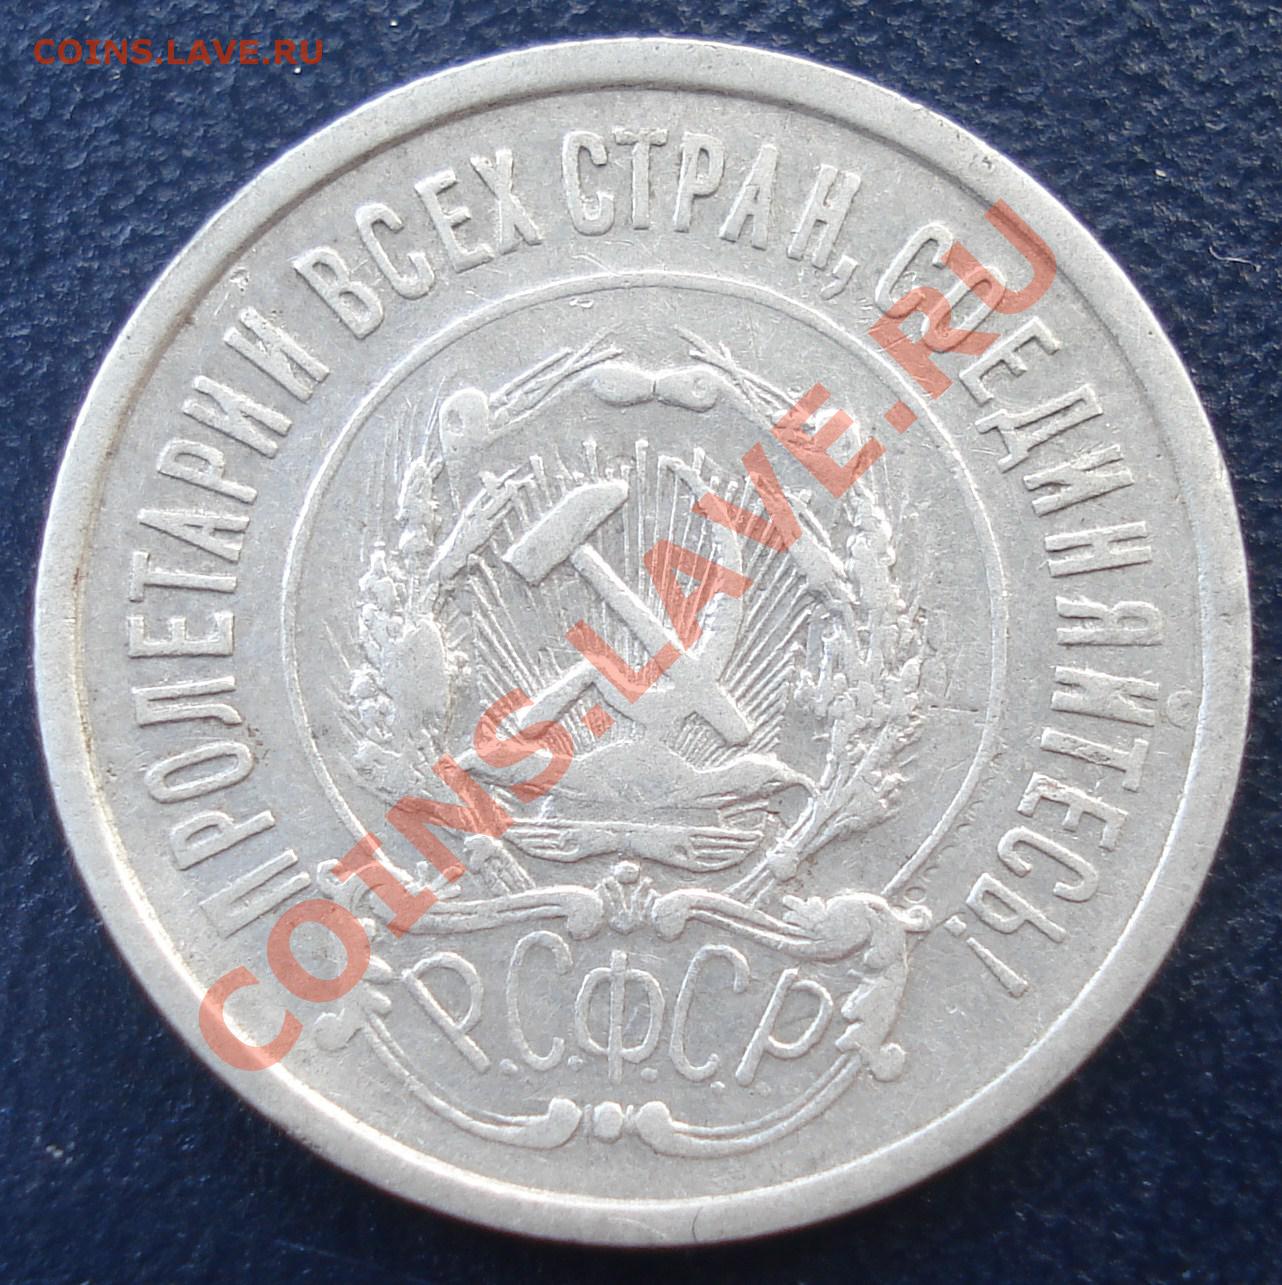 COINS.LAVE.RU
ПРОЛЕТАРИИ ВСЕХ СТРАН, СОЕДИНЯЙТЕСЬ!
COINS.LAVE.RU
Р.С.Ф.С.Р